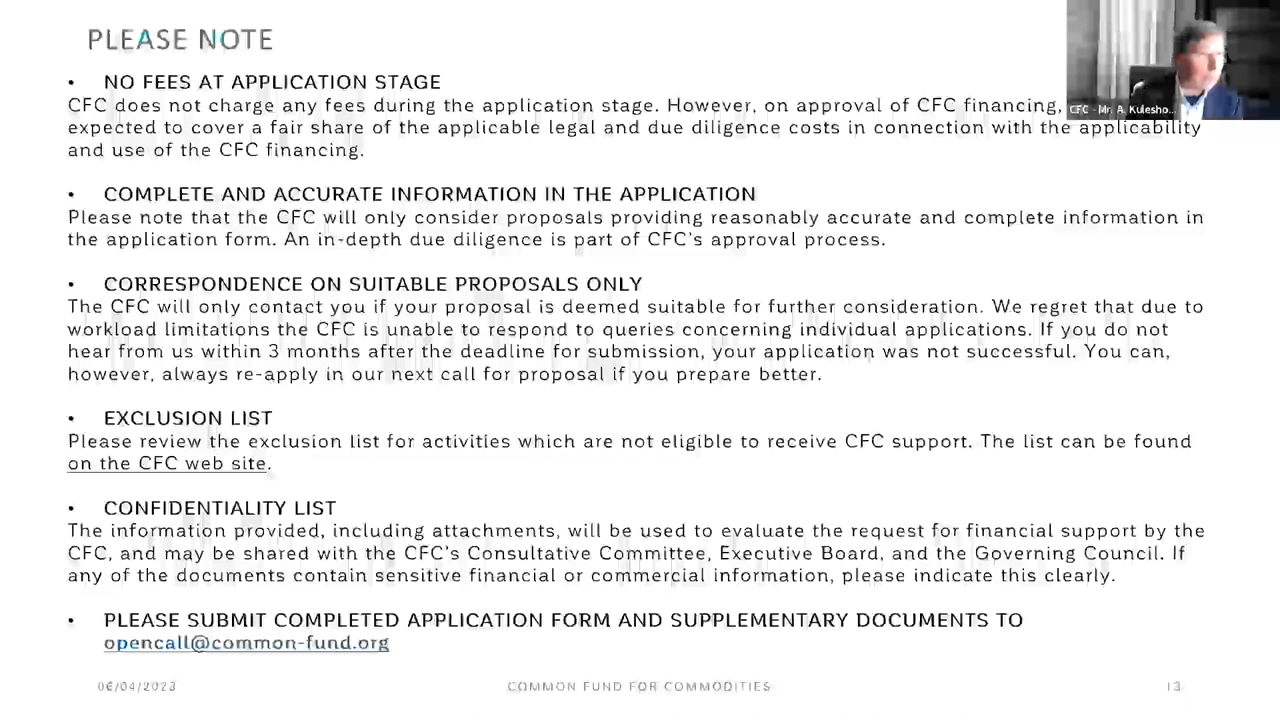 PLEASE NOTE
• NO FEES AT APPLICATION STAGE
CFC does not charge any fees during the application stage. However, on approval of CFC financing,
CFC - Mr. A. Kulesho...
expected to cover a fair share of the applicable legal and due diligence costs in connection with the applicability
and use of the CFC financing.
• COMPLETE AND ACCURATE INFORMATION IN THE APPLICATION
Please note that the CFC will only consider proposals providing reasonably accurate and complete information in
the application form. An in-depth due diligence is part of CFC's approval process.
• CORRESPONDENCE ON SUITABLE PROPOSALS ONLY
The CFC will only contact you if your proposal is deemed suitable for further consideration. We regret that due to
workload limitations the CFC is unable to respond to queries concerning individual applications. If you do not
hear from us within 3 months after the deadline for submission, your application was not successful. You can,
however, always re-apply in our next call for proposal if you prepare better.
• EXCLUSION LIST
Please review the exclusion list for activities which are not eligible to receive CFC support. The list can be found
on the CFC web site.
• CONFIDENTIALITY LIST
The information provided, including attachments, will be used to evaluate the request for financial support by the
CFC, and may be shared with the CFC's Consultative Committee, Executive Board, and the Governing Council. If
any of the documents contain sensitive financial or commercial information, please indicate this clearly.
• PLEASE SUBMIT COMPLETED APPLICATION FORM AND SUPPLEMENTARY DOCUMENTS TO
opencall@common-fund.org
06/04/2023
COMMON FUND FOR COMMODITIES
13